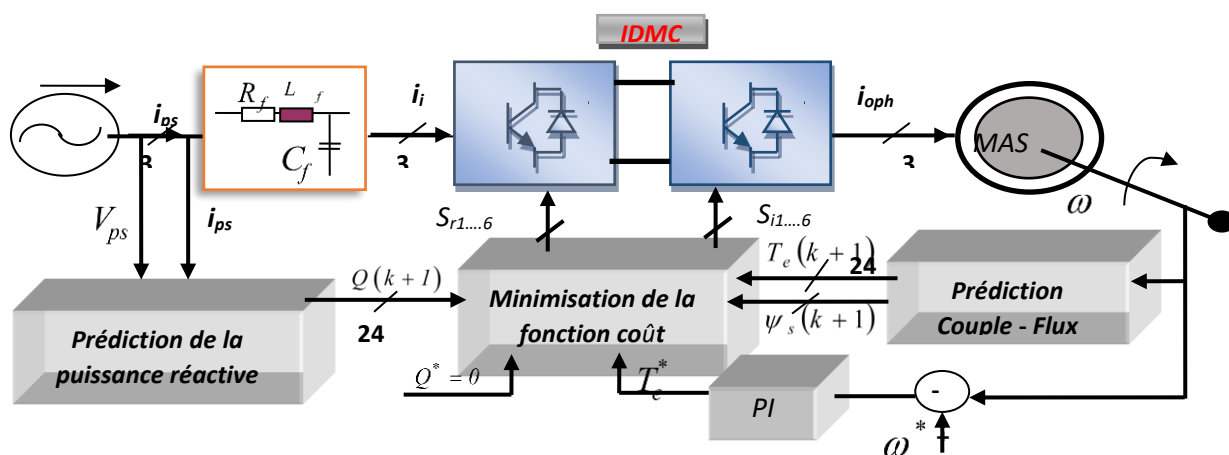 IDMC
i_ps
3
R_f
L_f
C_f
i_i
3
i_oph
3
MAS
ω
V_ps
i_ps
S_r1....6
S_i1....6
Q(k+1)
24
T_e(k+1)
24
ψ_s(k+1)
Prédiction de la
puissance réactive
Minimisation de la
fonction coût
Prédiction
Couple - Flux
Q* = 0
T_e*
PI
-
ω*